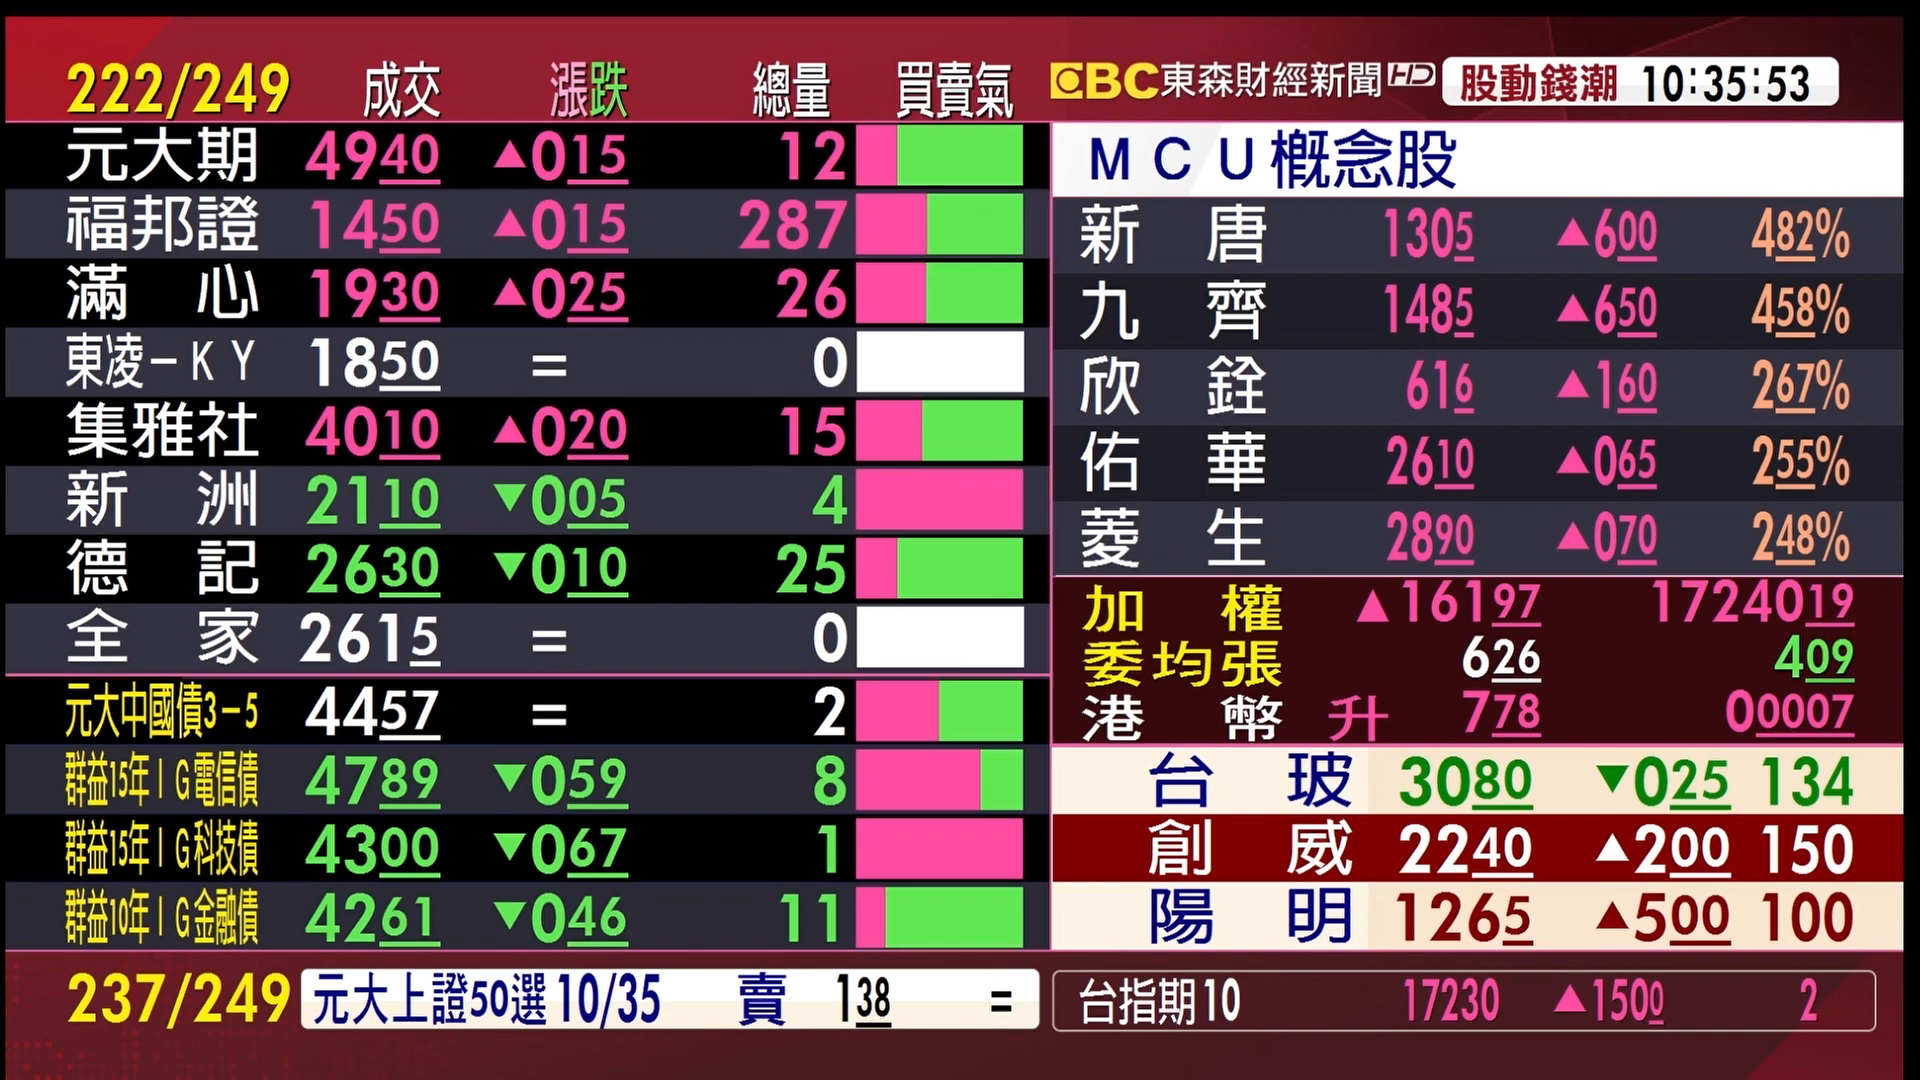 222/249 成交 漲跌 總量 買賣氣
元大期 4940 ▲015 12
福邦證 1450 ▲015 287
滿心 1930 ▲025 26
東凌－ＫＹ 1850 = 0
集雅社 4010 ▲020 15
新洲 2110 ▼005 4
德記 2630 ▼010 25
全家 2615 = 0
元大中國債3－5 4457 = 2
群益15年ＩＧ電信債 4789 ▼059 8
群益15年ＩＧ科技債 4300 ▼067 1
群益10年ＩＧ金融債 4261 ▼046 11
237/249 元大上證50選 10/35 賣 138 =
EBC東森財經新聞HD 股動錢潮 10:35:53
ＭＣＵ概念股
新唐 1305 ▲600 482%
九齊 1485 ▲650 458%
欣銓 616 ▲160 267%
佑華 2610 ▲065 255%
菱生 2890 ▲070 248%
加權 ▲16197 1724019
委均張 626 409
港幣 升 778 00007
台玻 3080 ▼025 134
創威 2240 ▲200 150
陽明 1265 ▲500 100
台指期10 17230 ▲1500 2